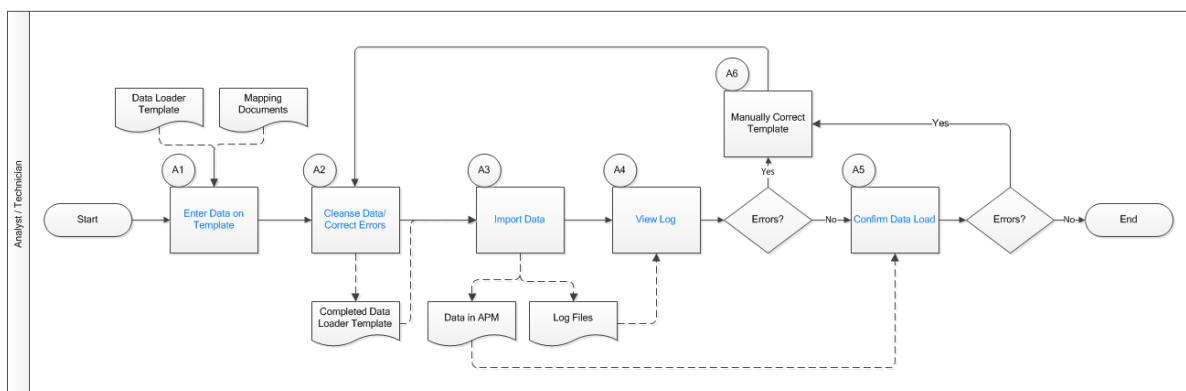 Analyst / Technician
Data Loader
Template
Mapping
Documents
A6
Manually Correct
Template
Yes
A1
A2
A3
A4
Yes
A5
Start
Enter Data on
Template
Cleanse Data/
Correct Errors
Import Data
View Log
Errors?
No
Confirm Data Load
Errors?
No
End
Completed Data
Loader Template
Data in APM
Log Files